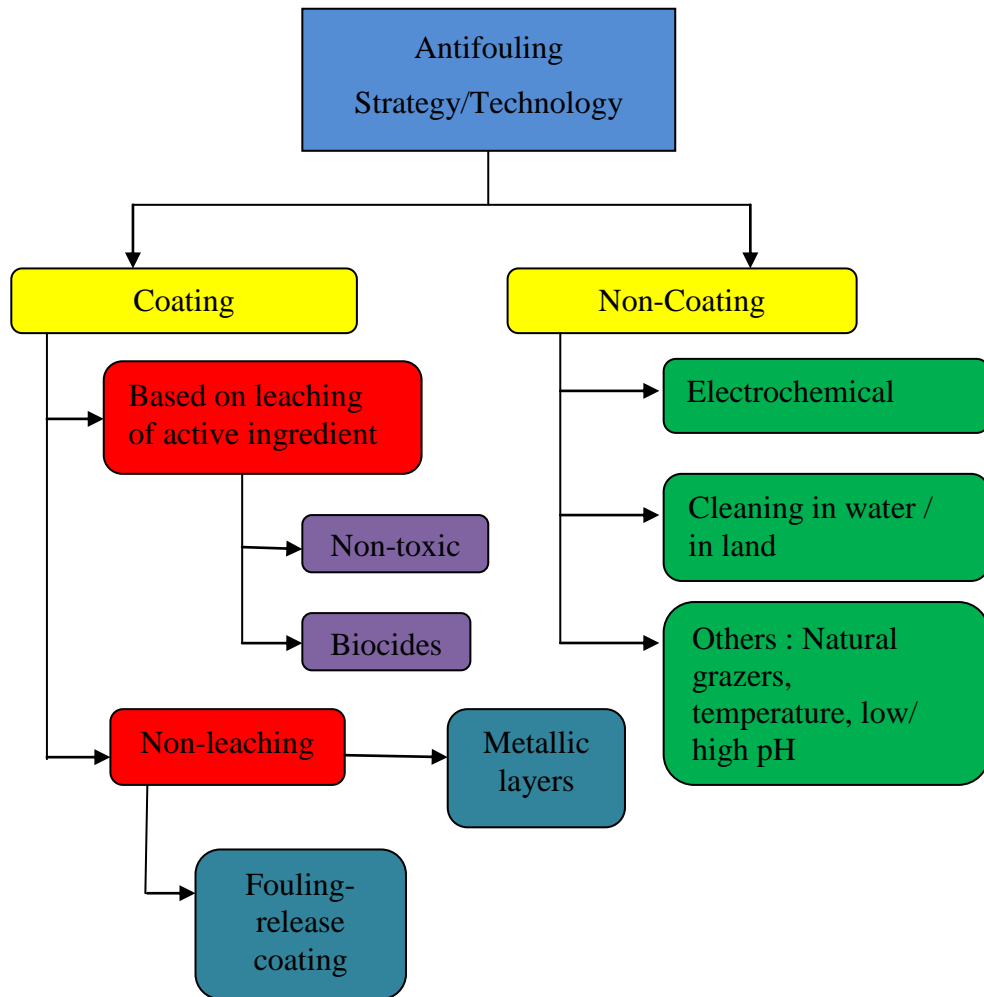 Antifouling
Strategy/Technology
Coating
Non-Coating
Based on leaching
of active ingredient
Electrochemical
Non-toxic
Cleaning in water /
in land
Biocides
Others : Natural
grazers,
temperature, low/
high pH
Non-leaching
Metallic
layers
Fouling-
release
coating